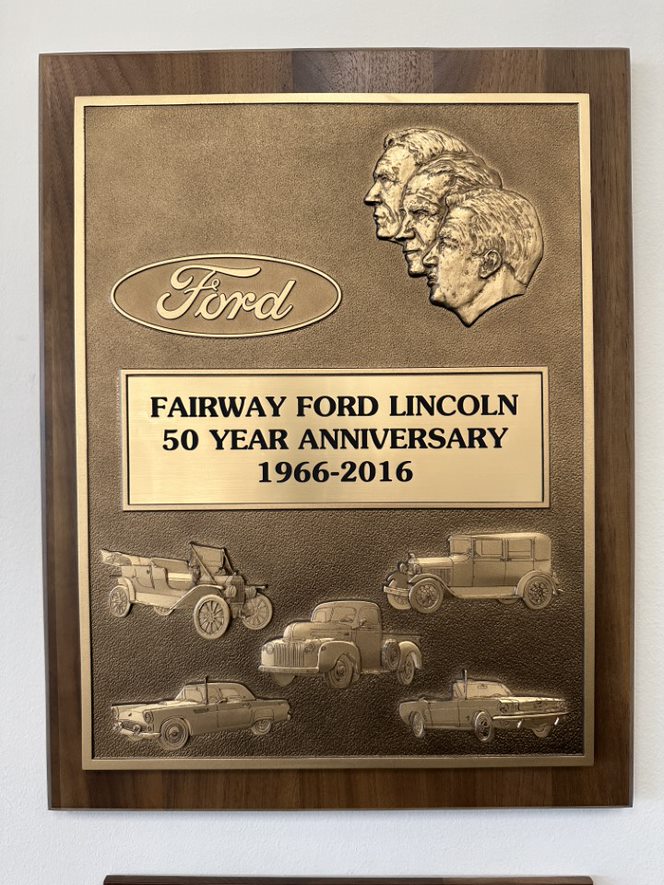 Ford
FAIRWAY FORD LINCOLN
50 YEAR ANNIVERSARY
1966-2016